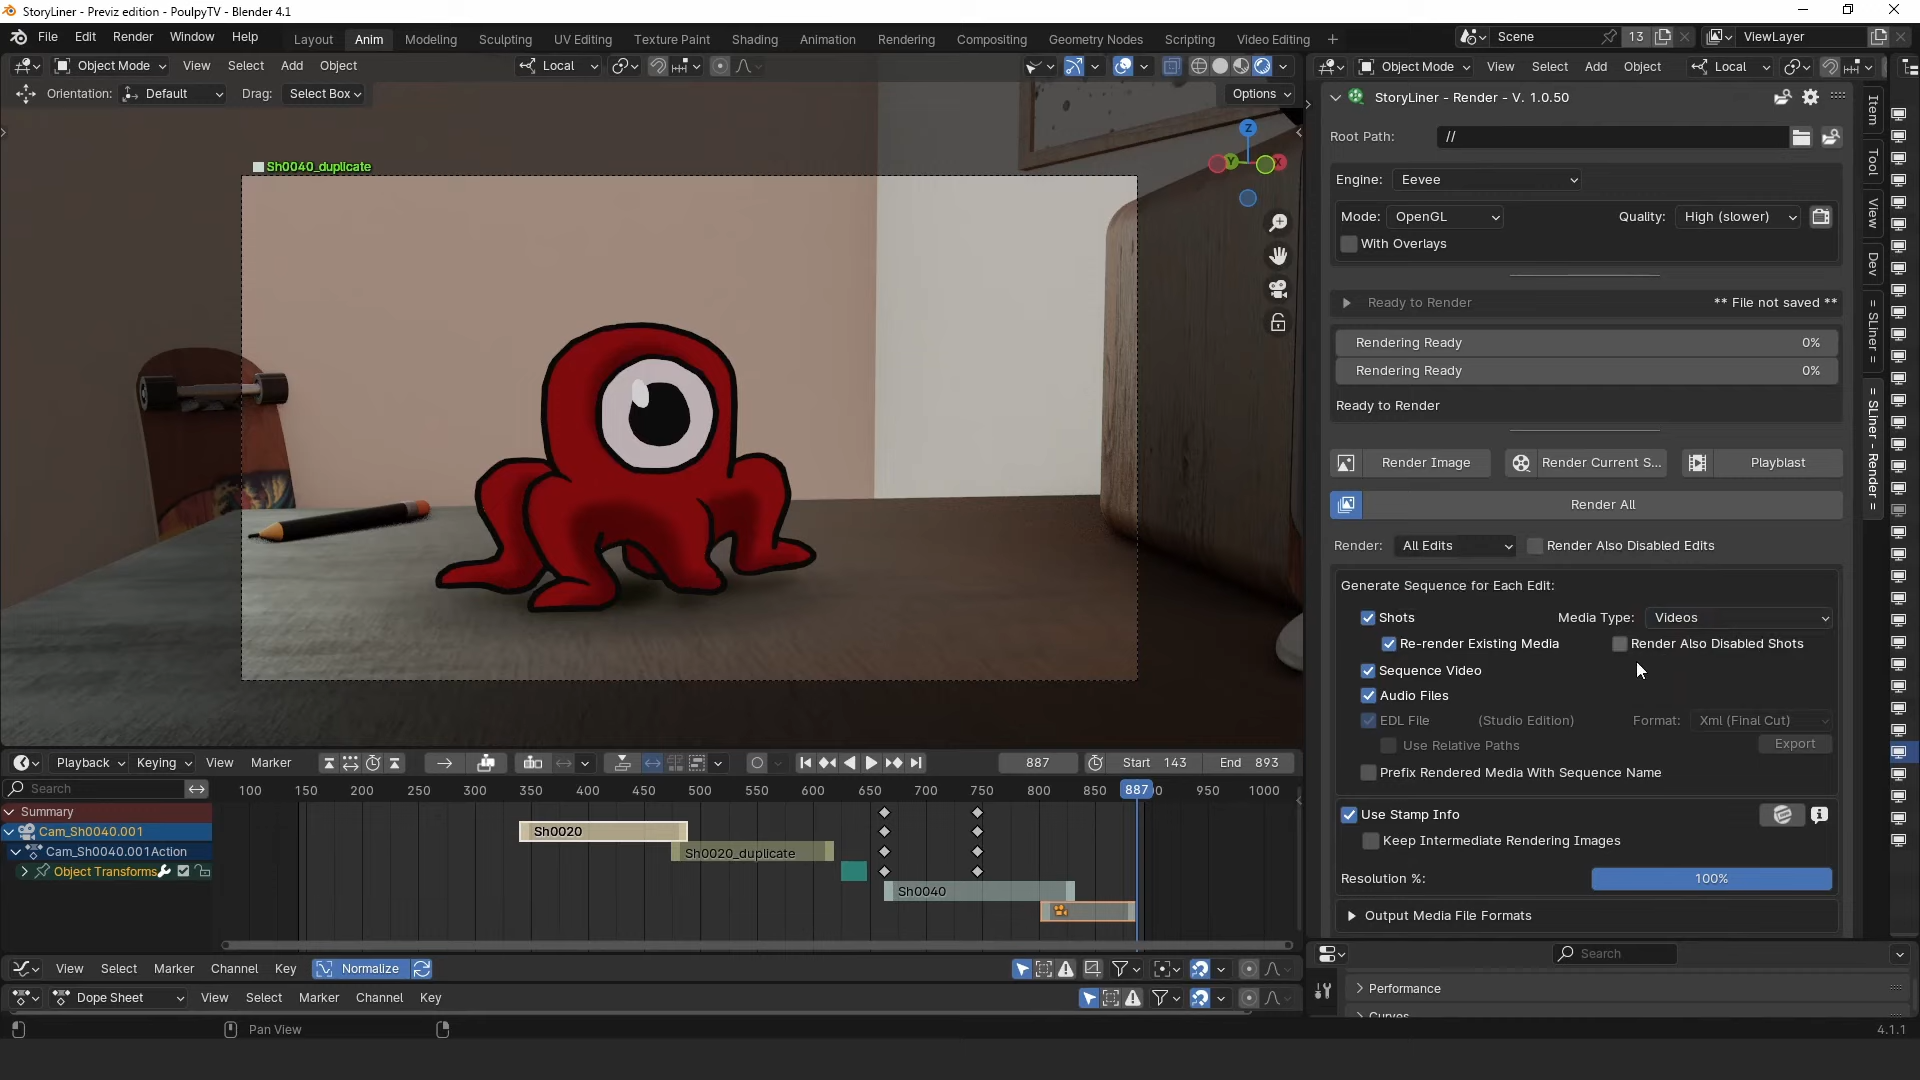 StoryLiner - Previz edition - PoulpyTV - Blender 4.1
File Edit Render Window Help
Layout Anim Modeling Sculpting UV Editing Texture Paint Shading Animation Rendering Compositing Geometry Nodes Scripting Video Editing +
Scene 13 ViewLayer
Object Mode View Select Add Object Local
Object Mode View Select Add Object Local
Orientation: Default Drag: Select Box Options
Sh0040_duplicate
Z
Y
X
StoryLiner - Render - V. 1.0.50
Root Path: //
Engine: Eevee
Mode: OpenGL Quality: High (slower)
With Overlays
Ready to Render ** File not saved **
Rendering Ready 0%
Rendering Ready 0%
Ready to Render
Render Image Render Current S... Playblast
Render All
Render: All Edits Render Also Disabled Edits
Generate Sequence for Each Edit:
Shots Media Type: Videos
Re-render Existing Media Render Also Disabled Shots
Sequence Video
Audio Files
EDL File (Studio Edition) Format: Xml (Final Cut)
Use Relative Paths Export
Prefix Rendered Media With Sequence Name
Use Stamp Info
Keep Intermediate Rendering Images
Resolution %: 100%
Output Media File Formats
Search
Performance
Curves
Item
Tool
View
Dev
= SLiner =
= SLiner - Render =
Playback Keying View Marker 887 Start 143 End 893
Search 100 150 200 250 300 350 400 450 500 550 600 650 700 750 800 850 887 950 1000
Summary
Cam_Sh0040.001 Sh0020
Cam_Sh0040.001Action Sh0020_duplicate
Object Transforms
Sh0040
View Select Marker Channel Key Normalize
Dope Sheet View Select Marker Channel Key
Pan View 4.1.1